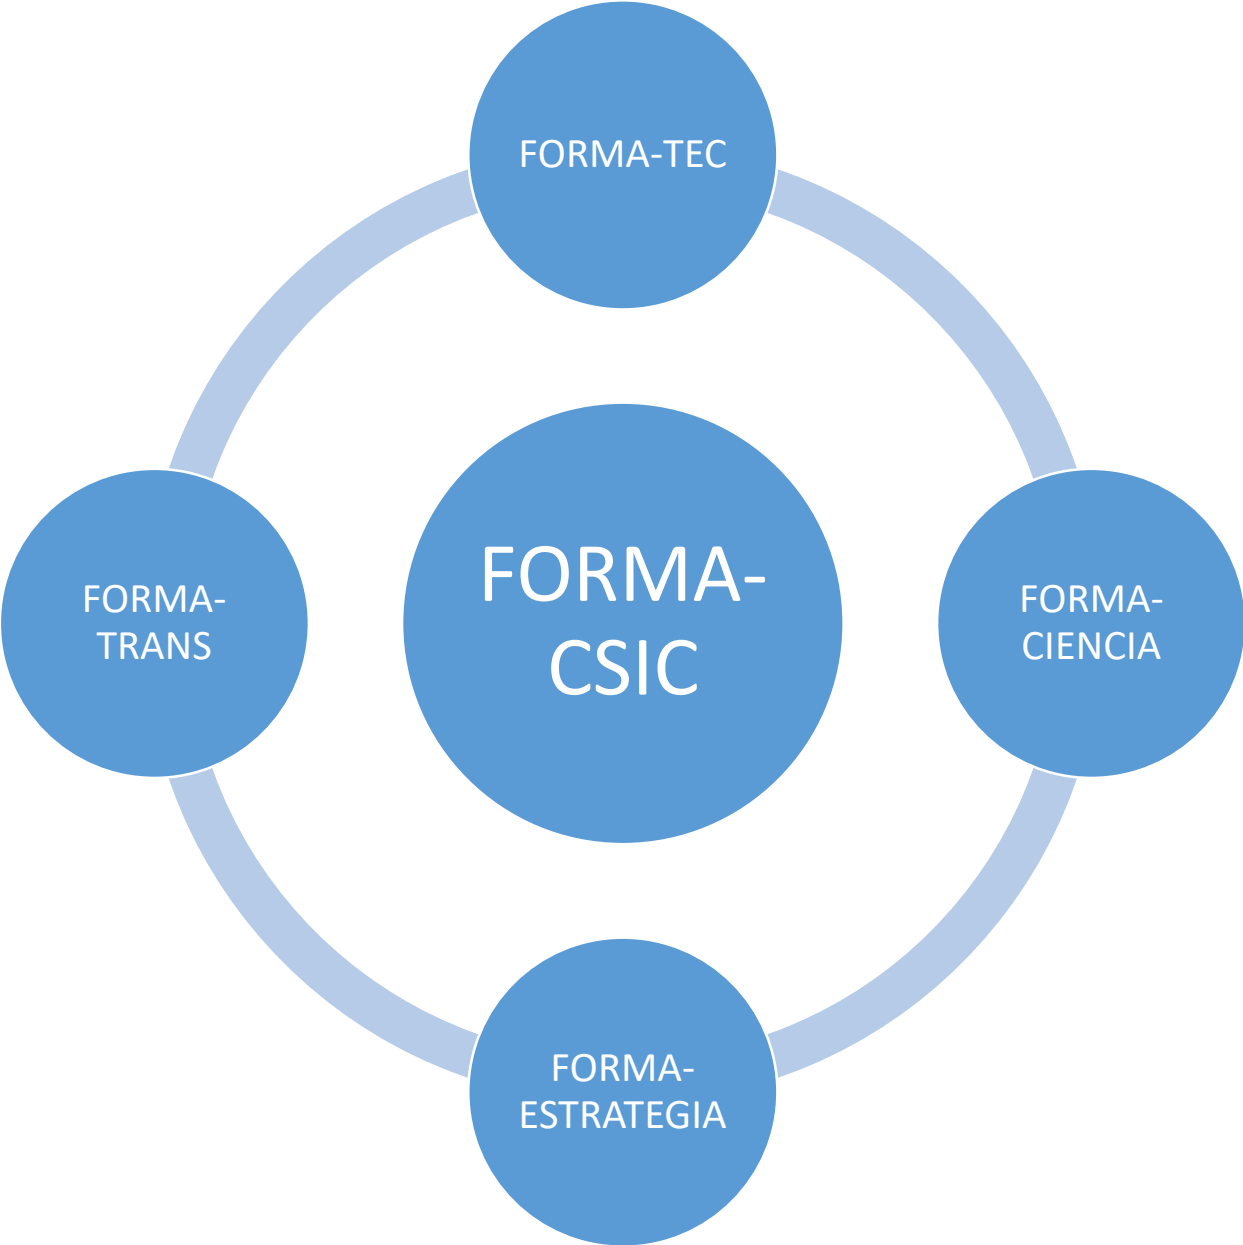 FORMA-TEC
FORMA-
TRANS
FORMA-
CSIC
FORMA-
CIENCIA
FORMA-
ESTRATEGIA